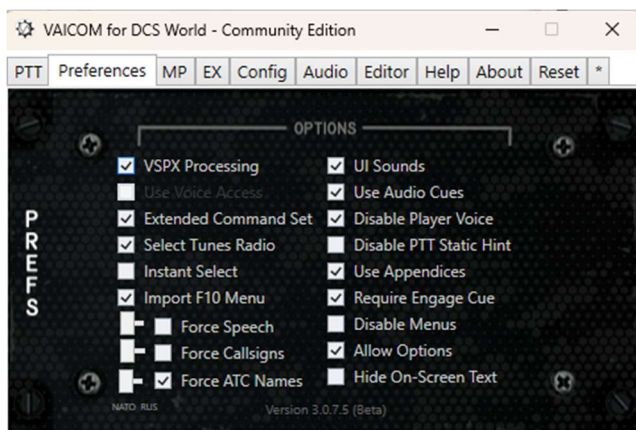 VAICOM for DCS World - Community Edition
PTT Preferences MP EX Config Audio Editor Help About Reset *
OPTIONS
PREFS
VSPX Processing
Use Voice Access
Extended Command Set
Select Tunes Radio
Instant Select
Import F10 Menu
Force Speech
Force Callsigns
Force ATC Names
NATO RUS
UI Sounds
Use Audio Cues
Disable Player Voice
Disable PTT Static Hint
Use Appendices
Require Engage Cue
Disable Menus
Allow Options
Hide On-Screen Text
Version 3.0.7.5 (Beta)